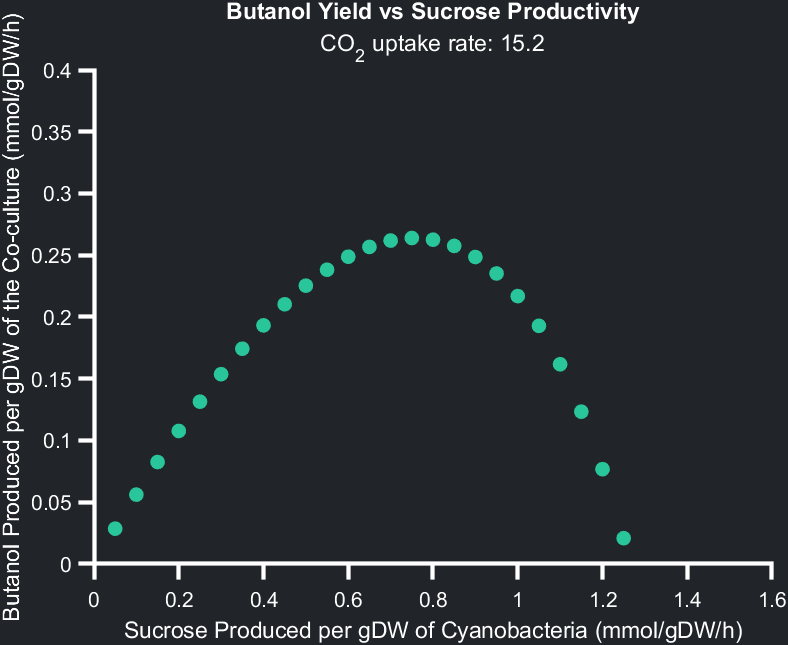 Butanol Yield vs Sucrose Productivity
CO2 uptake rate: 15.2
Butanol Produced per gDW of the Co-culture (mmol/gDW/h)
0.4
0.35
0.3
0.25
0.2
0.15
0.1
0.05
0
0 0.2 0.4 0.6 0.8 1 1.2 1.4 1.6
Sucrose Produced per gDW of Cyanobacteria (mmol/gDW/h)